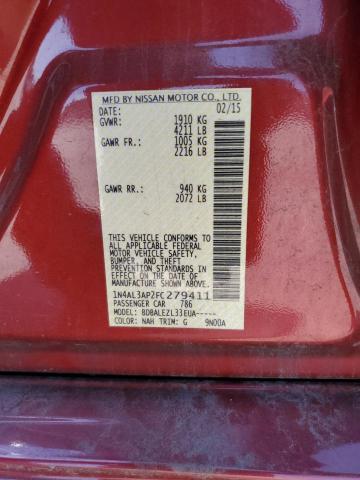 MFD BY NISSAN MOTOR CO., LTD.
DATE: 02/15
GVWR: 1910 KG
4211 LB
GAWR FR.: 1005 KG
2216 LB
GAWR RR.: 940 KG
2072 LB
THIS VEHICLE CONFORMS TO
ALL APPLICABLE FEDERAL
MOTOR VEHICLE SAFETY,
BUMPER, AND THEFT
PREVENTION STANDARDS
IN EFFECT ON THE DATE OF
MANUFACTURE SHOWN ABOVE.
1N4AL3AP2FC279411
PASSENGER CAR 786
MODEL: BDBALEZL33EUA-----
COLOR: NAH TRIM: G 9N00A